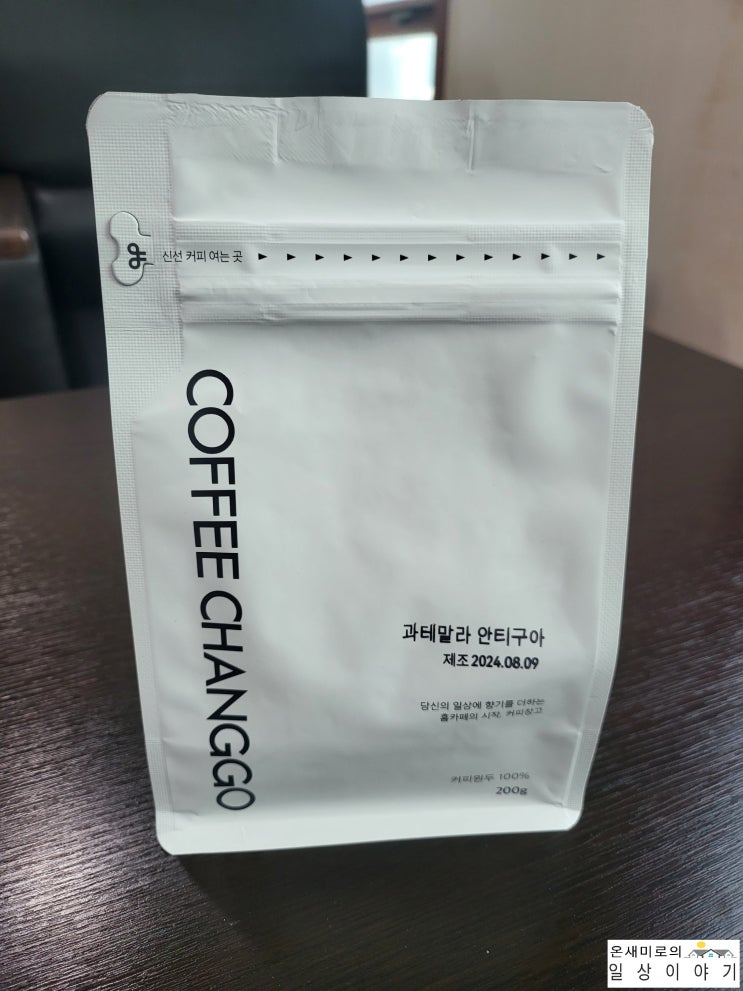 신선 커피 여는 곳
COFFEE CHANGGO
과테말라 안티구아
제조 2024.08.09
당신의 일상에 향기를 더하는
홈카페의 시작, 커피창고
커피원두 100%
200g
온새미로의
일상이야기